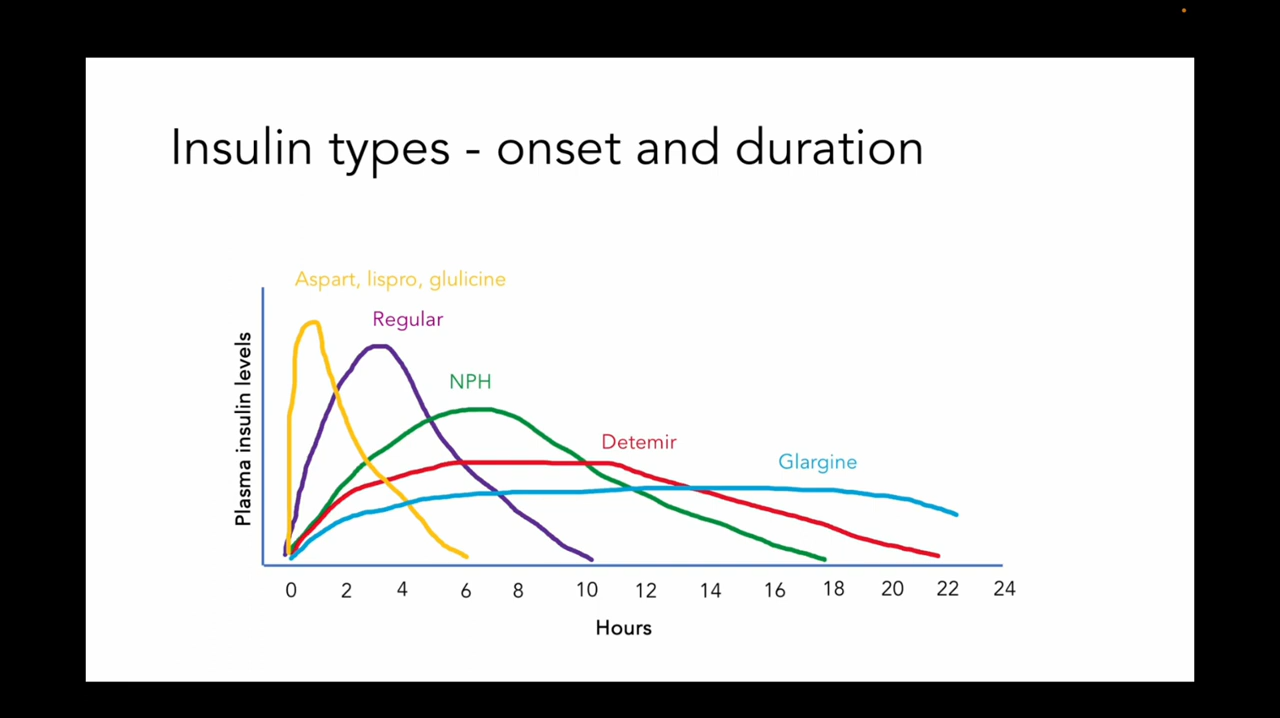 Insulin types - onset and duration
Aspart, lispro, glulicine
Regular
NPH
Detemir
Glargine
Plasma insulin levels
0 2 4 6 8 10 12 14 16 18 20 22 24
Hours